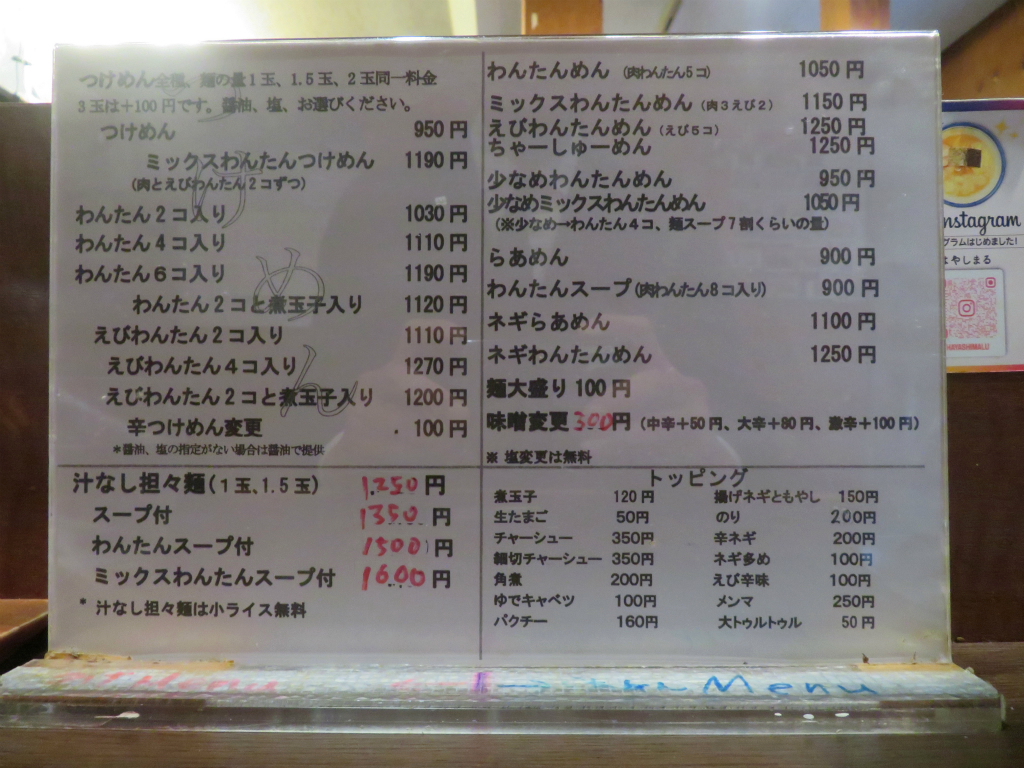 つけめん全種、麺の量1玉、1.5玉、2玉同一料金
3玉は+100円です。醤油、塩、お選びください。
つけめん 950円
ミックスわんたんつけめん 1190円
(肉とえびわんたん2コずつ)
わんたん2コ入り 1030円
わんたん4コ入り 1110円
わんたん6コ入り 1190円
わんたん2コと煮玉子入り 1120円
えびわんたん2コ入り 1110円
えびわんたん4コ入り 1270円
えびわんたん2コと煮玉子入り 1200円
辛つけめん変更 100円
*醤油、塩の指定がない場合は醤油で提供
けめん
わんたんめん (肉わんたん5コ) 1050円
ミックスわんたんめん (肉3えび2) 1150円
えびわんたんめん (えび5コ) 1250円
ちゃーしゅーめん 1250円
少なめわんたんめん 950円
少なめミックスわんたんめん 1050円
(※少なめ→わんたん4コ、麺スープ7割くらいの量)
らあめん 900円
わんたんスープ(肉わんたん8コ入り) 900円
ネギらあめん 1100円
ネギわんたんめん 1250円
麺大盛り 100円
味噌変更 300円 (中辛+50円、大辛+80円、激辛+100円)
※ 塩変更は無料
汁なし担々麺(1玉、1.5玉) 1250円
スープ付 1350円
わんたんスープ付 1500円
ミックスわんたんスープ付 1600円
* 汁なし担々麺は小ライス無料
トッピング
煮玉子 120円 揚げネギともやし 150円
生たまご 50円 のり 200円
チャーシュー 350円 辛ネギ 200円
細切チャーシュー 350円 ネギ多め 100円
角煮 200円 えび辛味 100円
ゆでキャベツ 100円 メンマ 250円
パクチー 160円 大トゥルトゥル 50円
Menu
nstagram
グラムはじめました!
はやしまる
HAYASHIMALU